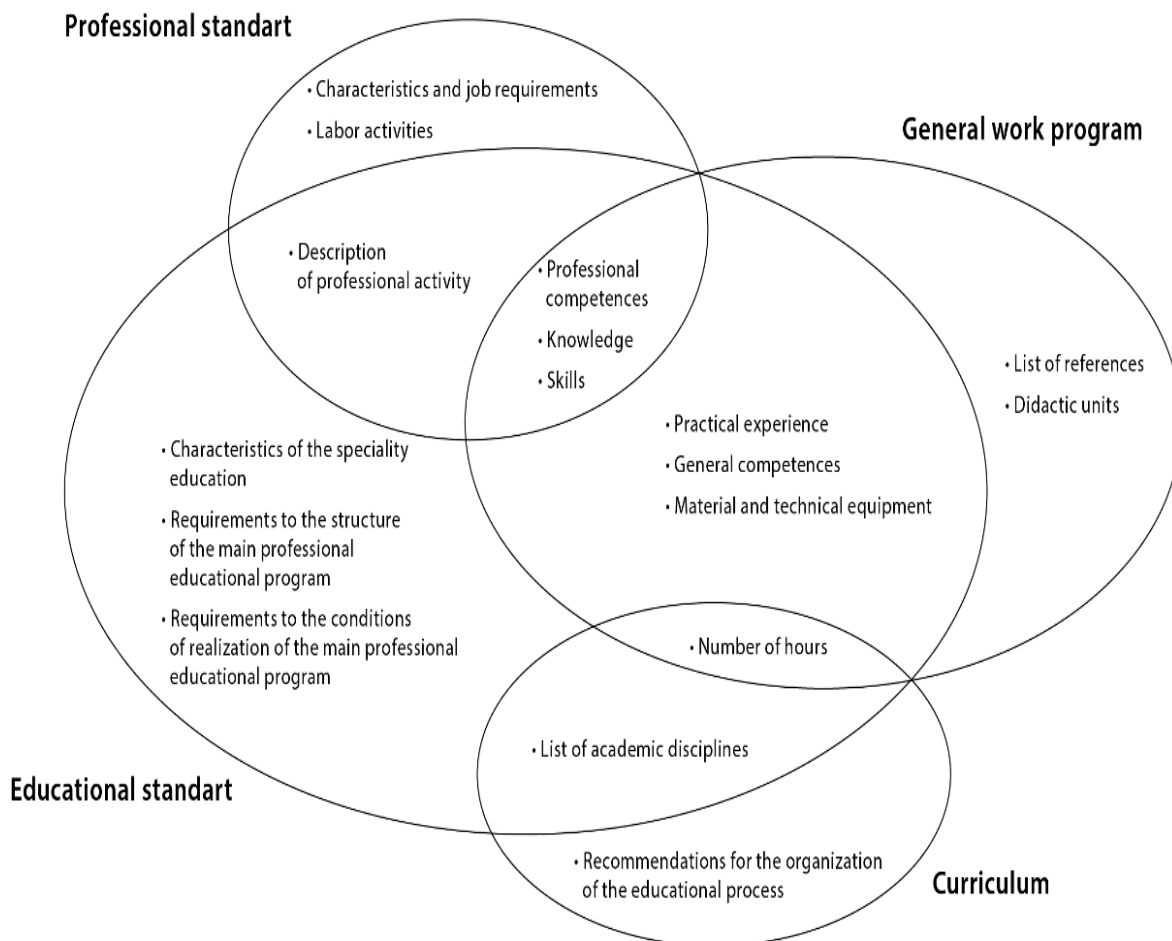 Professional standart
• Characteristics and job requirements
• Labor activities
General work program
• Description
of professional activity
• Professional
competences
• Knowledge
• Skills
• List of references
• Didactic units
• Practical experience
• General competences
• Material and technical equipment
• Characteristics of the speciality
education
• Requirements to the structure
of the main professional
educational program
• Requirements to the conditions
of realization of the main professional
educational program
• Number of hours
• List of academic disciplines
Educational standart
• Recommendations for the organization
of the educational process
Curriculum